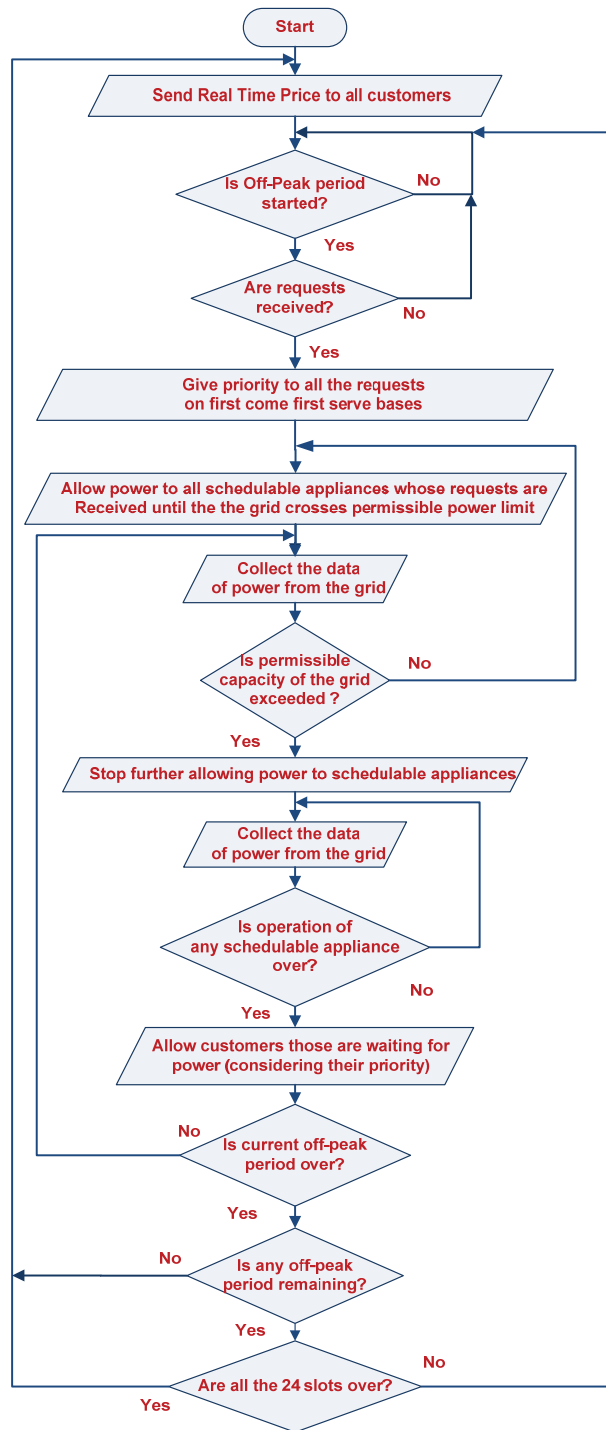 Start
Send Real Time Price to all customers
Is Off-Peak period
started?
No
Yes
Are requests
received?
No
Yes
Give priority to all the requests
on first come first serve bases
Allow power to all schedulable appliances whose requests are
Received until the the grid crosses permissible power limit
Collect the data
of power from the grid
Is permissible
capacity of the grid
exceeded ?
No
Yes
Stop further allowing power to schedulable appliances
Collect the data
of power from the grid
Is operation of
any schedulable appliance
over?
No
Yes
Allow customers those are waiting for
power (considering their priority)
No
Is current off-peak
period over?
Yes
No
Is any off-peak
period remaining?
Yes
Are all the 24 slots over?
No
Yes